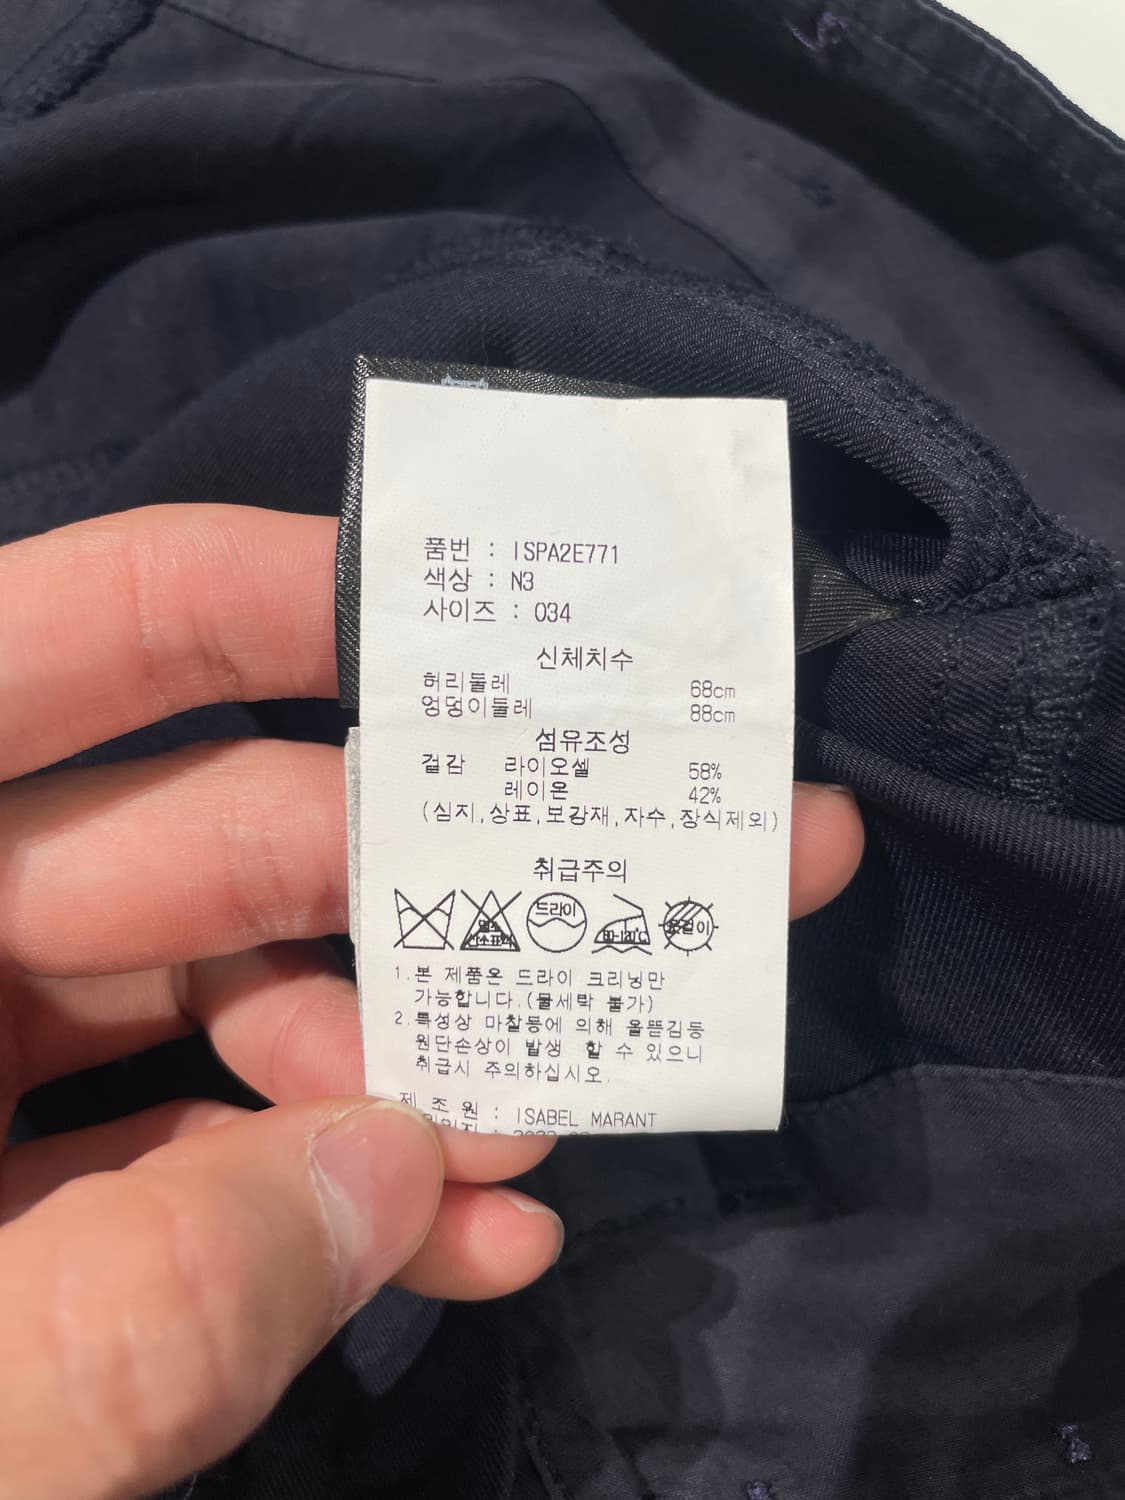 품번 : ISPA2E771
색상 : N3
사이즈 : 034
신체치수
허리둘레 68cm
엉덩이둘레 88cm
섬유조성
겉감 라이오셀 58%
레이온 42%
(심지,상표,보강재,자수,장식제외)
취급주의
드라이 80-120℃ 옷걸이
1.본 제품은 드라이 크리닝만
가능합니다.(물세탁 불가)
2.특성상 마찰등에 의해 올뜯김등
원단손상이 발생 할 수 있으니
취급시 주의하십시오.
제 조 원 : ISABEL MARANT